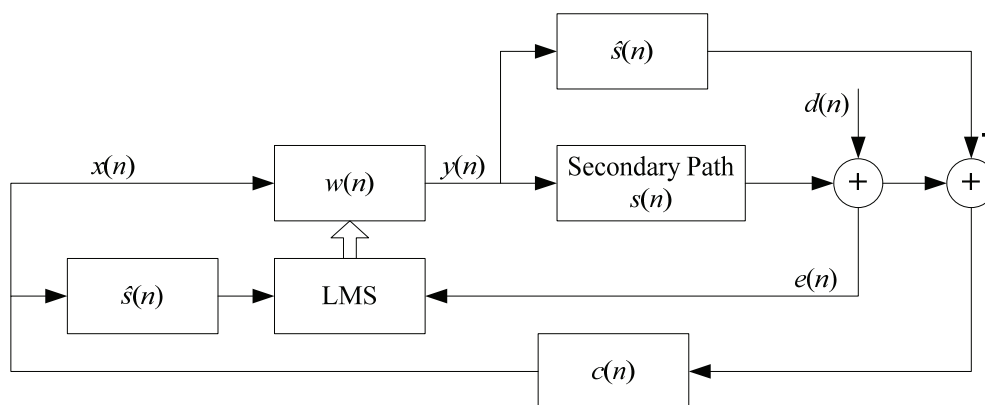 ŝ(n)
d(n)
x(n)
w(n)
y(n)
Secondary Path
s(n)
+
+
ŝ(n)
LMS
e(n)
c(n)